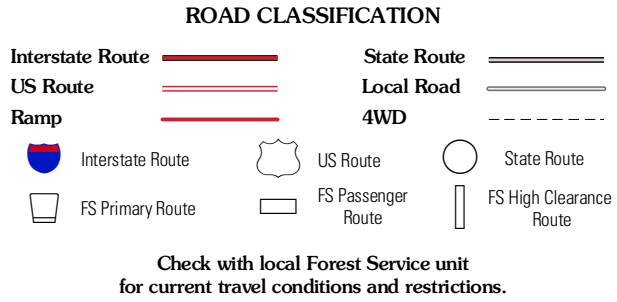 ROAD CLASSIFICATION
Interstate Route
State Route
US Route
Local Road
Ramp
4WD
Interstate Route
US Route
State Route
FS Primary Route
FS Passenger
Route
FS High Clearance
Route
Check with local Forest Service unit
for current travel conditions and restrictions.